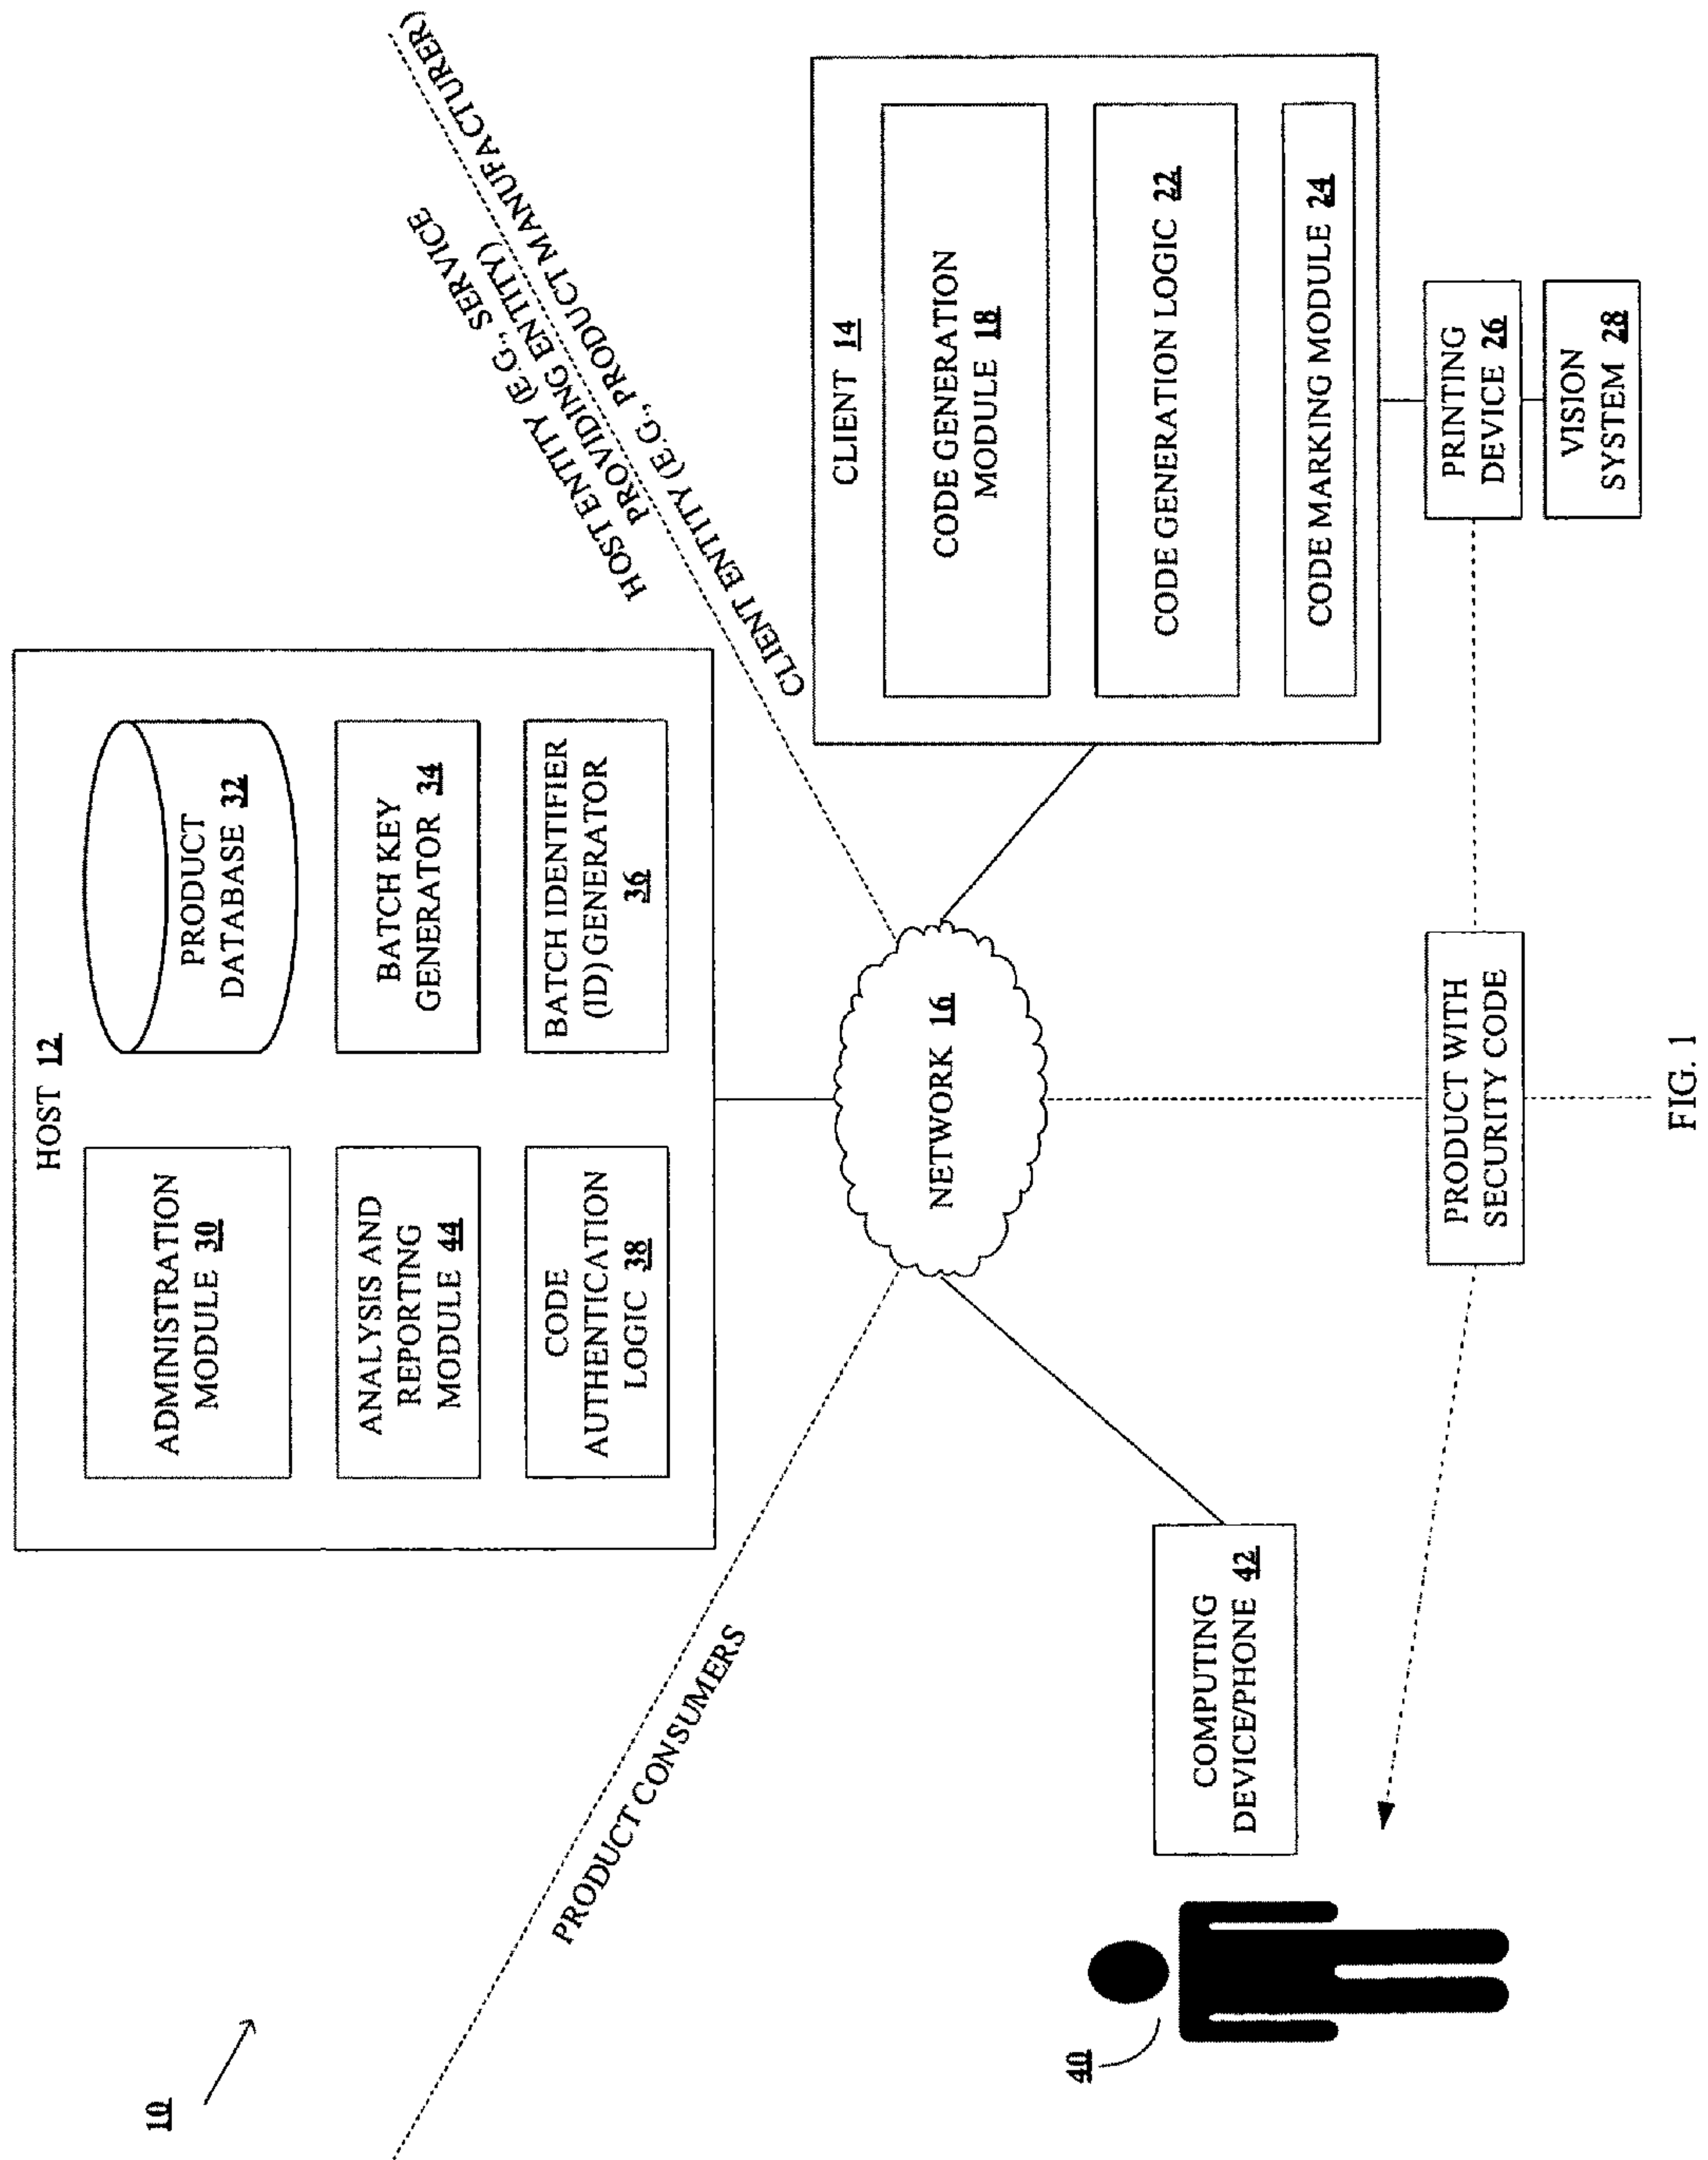 10
HOST 12
ADMINISTRATION
MODULE 30
PRODUCT
DATABASE 32
ANALYSIS AND
REPORTING
MODULE 44
BATCH KEY
GENERATOR 34
CODE
AUTHENTICATION
LOGIC 38
BATCH IDENTIFIER
(ID) GENERATOR
36
PRODUCT CONSUMERS
HOST ENTITY (E.G., SERVICE
PROVIDING ENTITY)
CLIENT ENTITY (E.G., PRODUCT MANUFACTURER)
NETWORK 16
CLIENT 14
CODE GENERATION
MODULE 18
CODE GENERATION LOGIC 22
CODE MARKING MODULE 24
40
COMPUTING
DEVICE/PHONE 42
PRODUCT WITH
SECURITY CODE
PRINTING
DEVICE 26
VISION
SYSTEM 28
FIG. 1